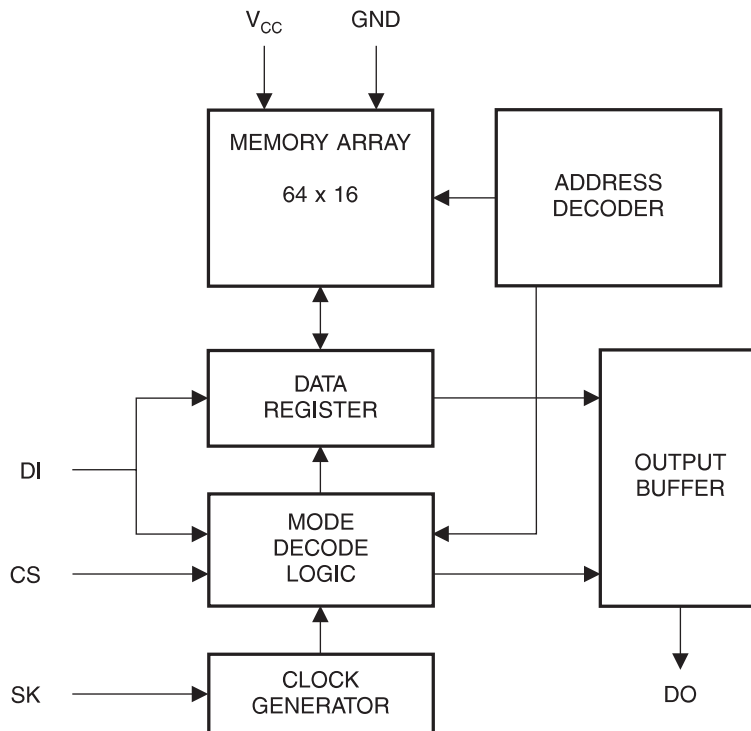 V_CC
GND
MEMORY ARRAY
64 x 16
ADDRESS
DECODER
DATA
REGISTER
OUTPUT
BUFFER
DI
MODE
DECODE
LOGIC
CS
CLOCK
GENERATOR
SK
DO